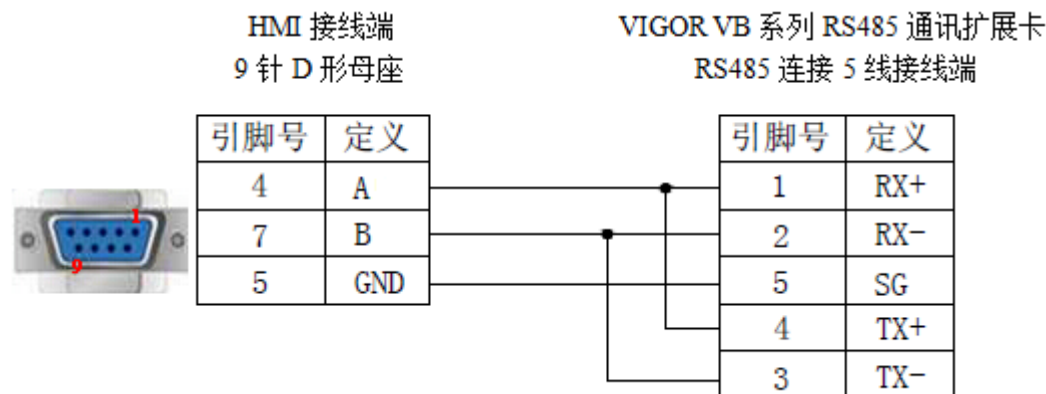 HMI 接线端
9 针 D 形母座
VIGOR VB 系列 RS485 通讯扩展卡
RS485 连接 5 线接线端
引脚号 定义
4 A
7 B
5 GND
1
9
引脚号 定义
1 RX+
2 RX-
5 SG
4 TX+
3 TX-